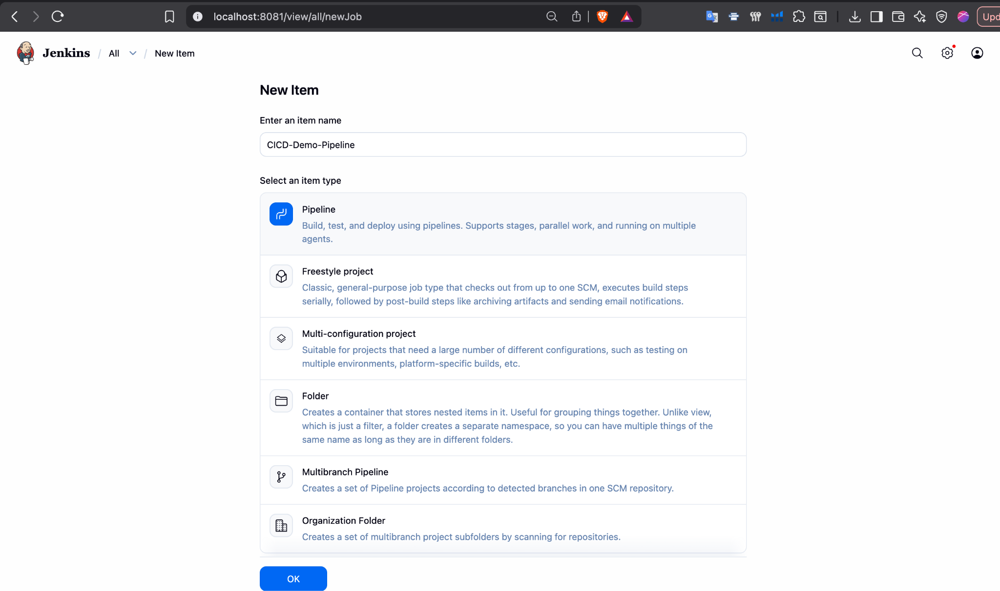 localhost:8081/view/all/newJob
Upd
Jenkins / All / New Item
New Item
Enter an item name
CICD-Demo-Pipeline
Select an item type
Pipeline
Build, test, and deploy using pipelines. Supports stages, parallel work, and running on multiple
agents.
Freestyle project
Classic, general-purpose job type that checks out from up to one SCM, executes build steps
serially, followed by post-build steps like archiving artifacts and sending email notifications.
Multi-configuration project
Suitable for projects that need a large number of different configurations, such as testing on
multiple environments, platform-specific builds, etc.
Folder
Creates a container that stores nested items in it. Useful for grouping things together. Unlike view,
which is just a filter, a folder creates a separate namespace, so you can have multiple things of the
same name as long as they are in different folders.
Multibranch Pipeline
Creates a set of Pipeline projects according to detected branches in one SCM repository.
Organization Folder
Creates a set of multibranch project subfolders by scanning for repositories.
OK